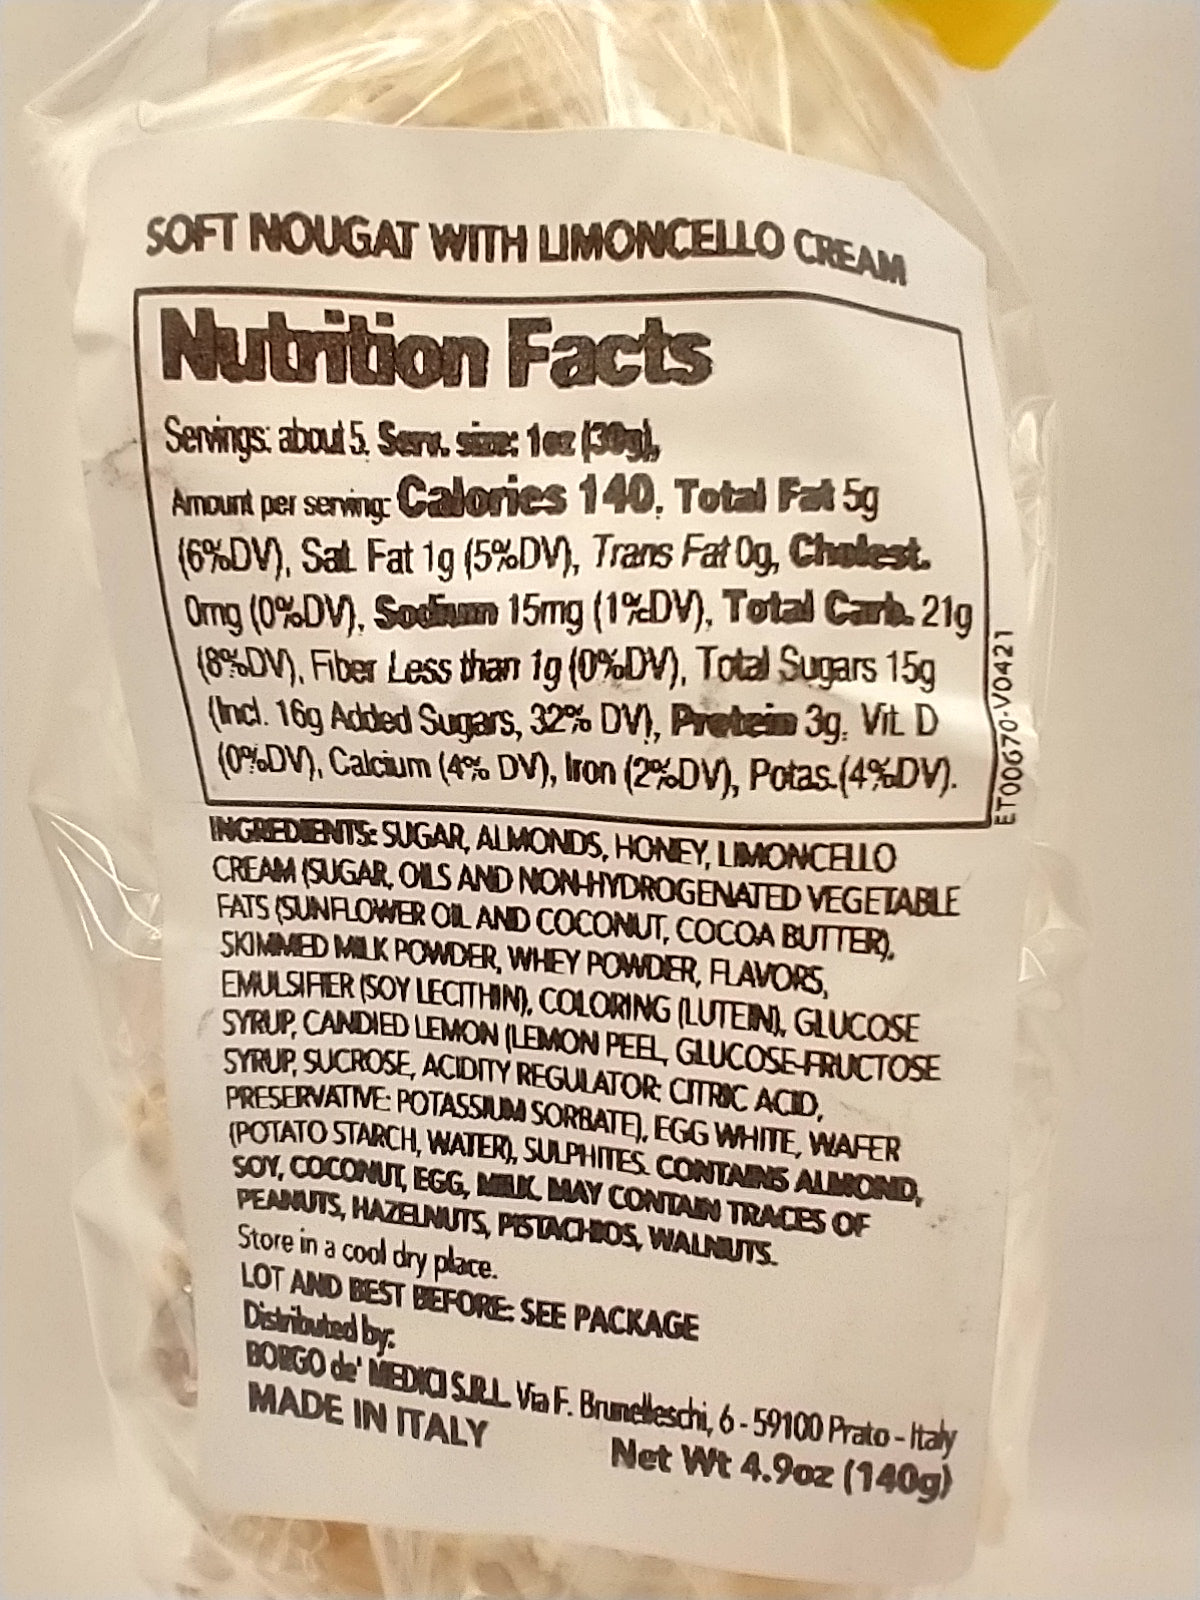 SOFT NOUGAT WITH LIMONCELLO CREAM
Nutrition Facts
Servings: about 5, Serv. size: 1oz (30g),
Amount per serving: Calories 140, Total Fat 5g
(6%DV), Sat. Fat 1g (5%DV), Trans Fat 0g, Cholest.
0mg (0%DV), Sodium 15mg (1%DV), Total Carb. 21g
(8%DV), Fiber Less than 1g (0%DV), Total Sugars 15g
(Incl. 16g Added Sugars, 32% DV), Protein 3g, Vit. D
(0%DV), Calcium (4% DV), Iron (2%DV), Potas.(4%DV).
ET00670-V0421
INGREDIENTS: SUGAR, ALMONDS, HONEY, LIMONCELLO
CREAM (SUGAR, OILS AND NON-HYDROGENATED VEGETABLE
FATS (SUNFLOWER OIL AND COCONUT, COCOA BUTTER),
SKIMMED MILK POWDER, WHEY POWDER, FLAVORS,
EMULSIFIER (SOY LECITHIN), COLORING (LUTEIN), GLUCOSE
SYRUP, CANDIED LEMON (LEMON PEEL, GLUCOSE-FRUCTOSE
SYRUP, SUCROSE, ACIDITY REGULATOR: CITRIC ACID,
PRESERVATIVE: POTASSIUM SORBATE), EGG WHITE, WAFER
(POTATO STARCH, WATER), SULPHITES. CONTAINS ALMOND,
SOY, COCONUT, EGG, MILK. MAY CONTAIN TRACES OF
PEANUTS, HAZELNUTS, PISTACHIOS, WALNUTS.
Store in a cool dry place.
LOT AND BEST BEFORE: SEE PACKAGE
Distributed by:
BORGO de' MEDICI S.R.L. Via F. Brunelleschi, 6 - 59100 Prato - Italy
MADE IN ITALY
Net Wt 4.9oz (140g)